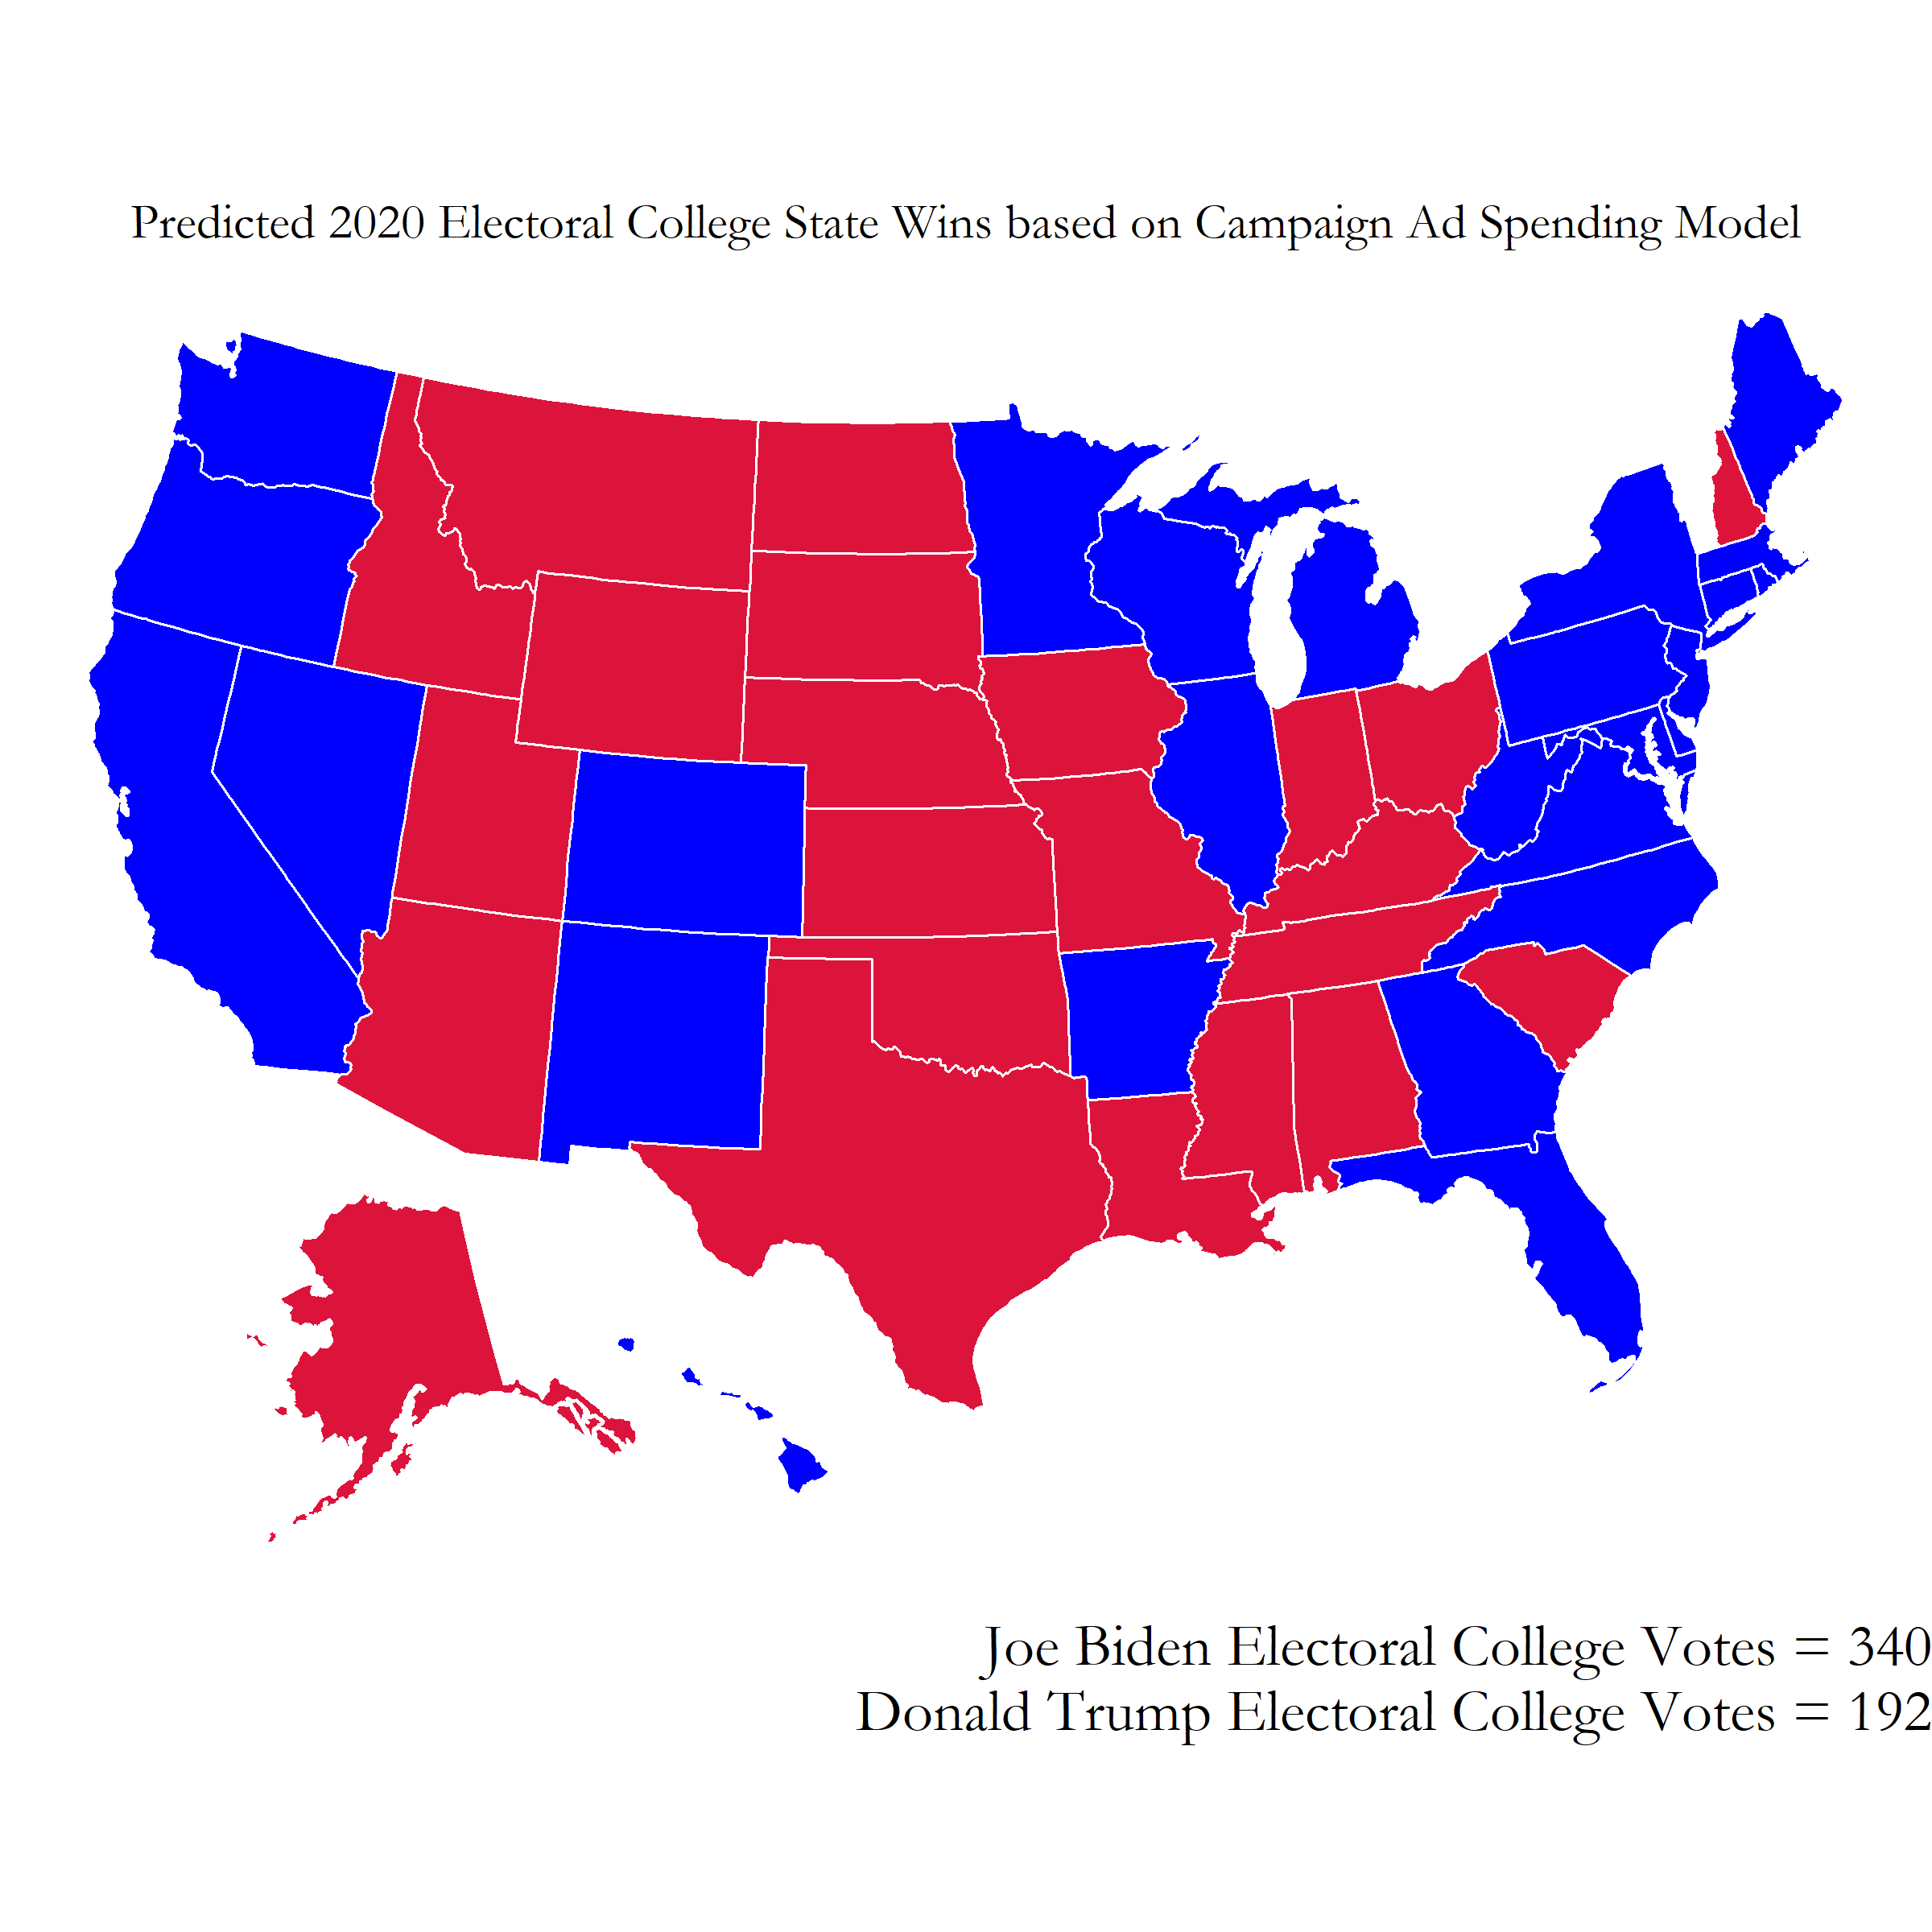 Predicted 2020 Electoral College State Wins based on Campaign Ad Spending Model
Joe Biden Electoral College Votes = 340
Donald Trump Electoral College Votes = 192